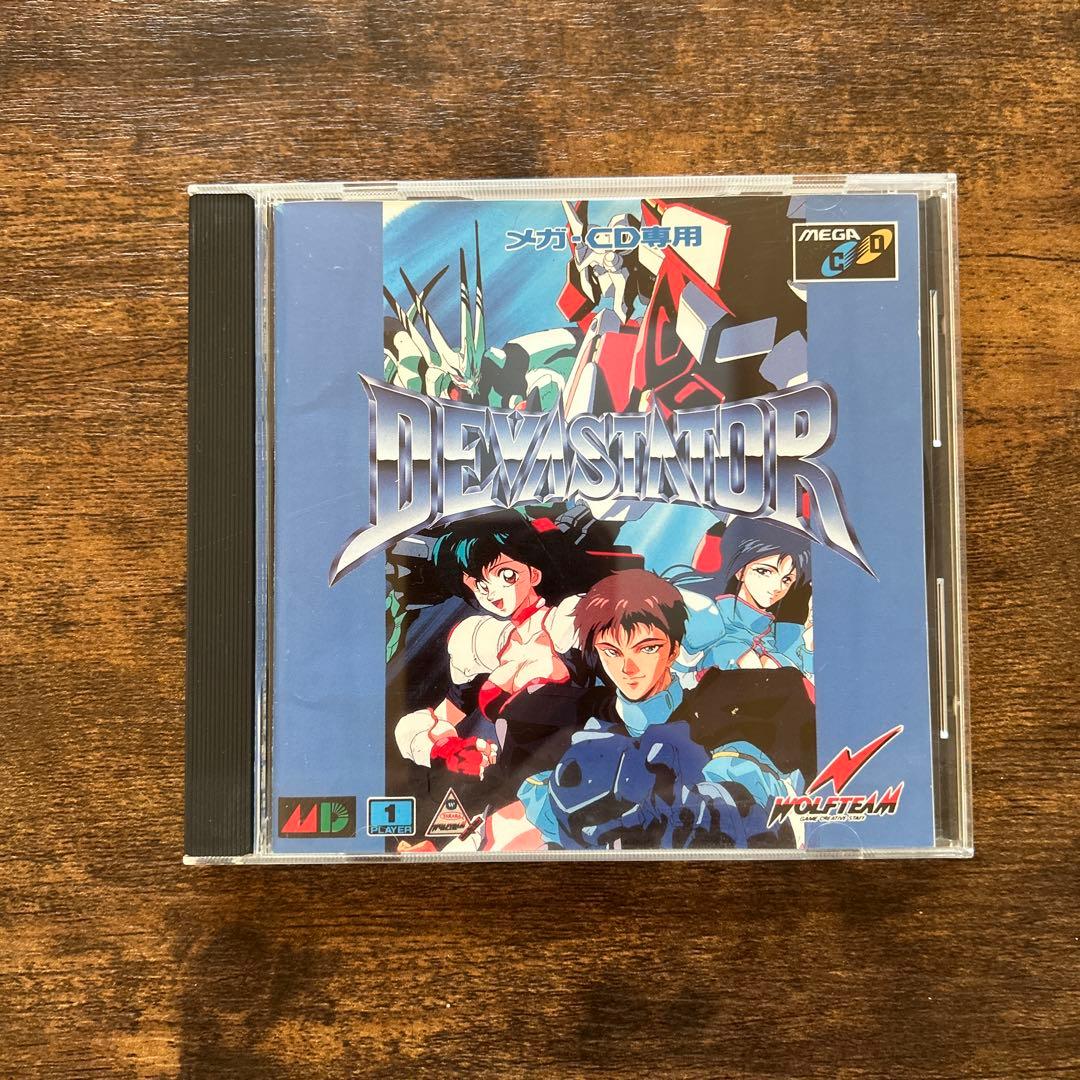 メガ-CD専用
MEGA
CD
DEVASTATOR
MD
1
PLAYER
W
WOLFTEAM
GAME CREATIVE STAFF